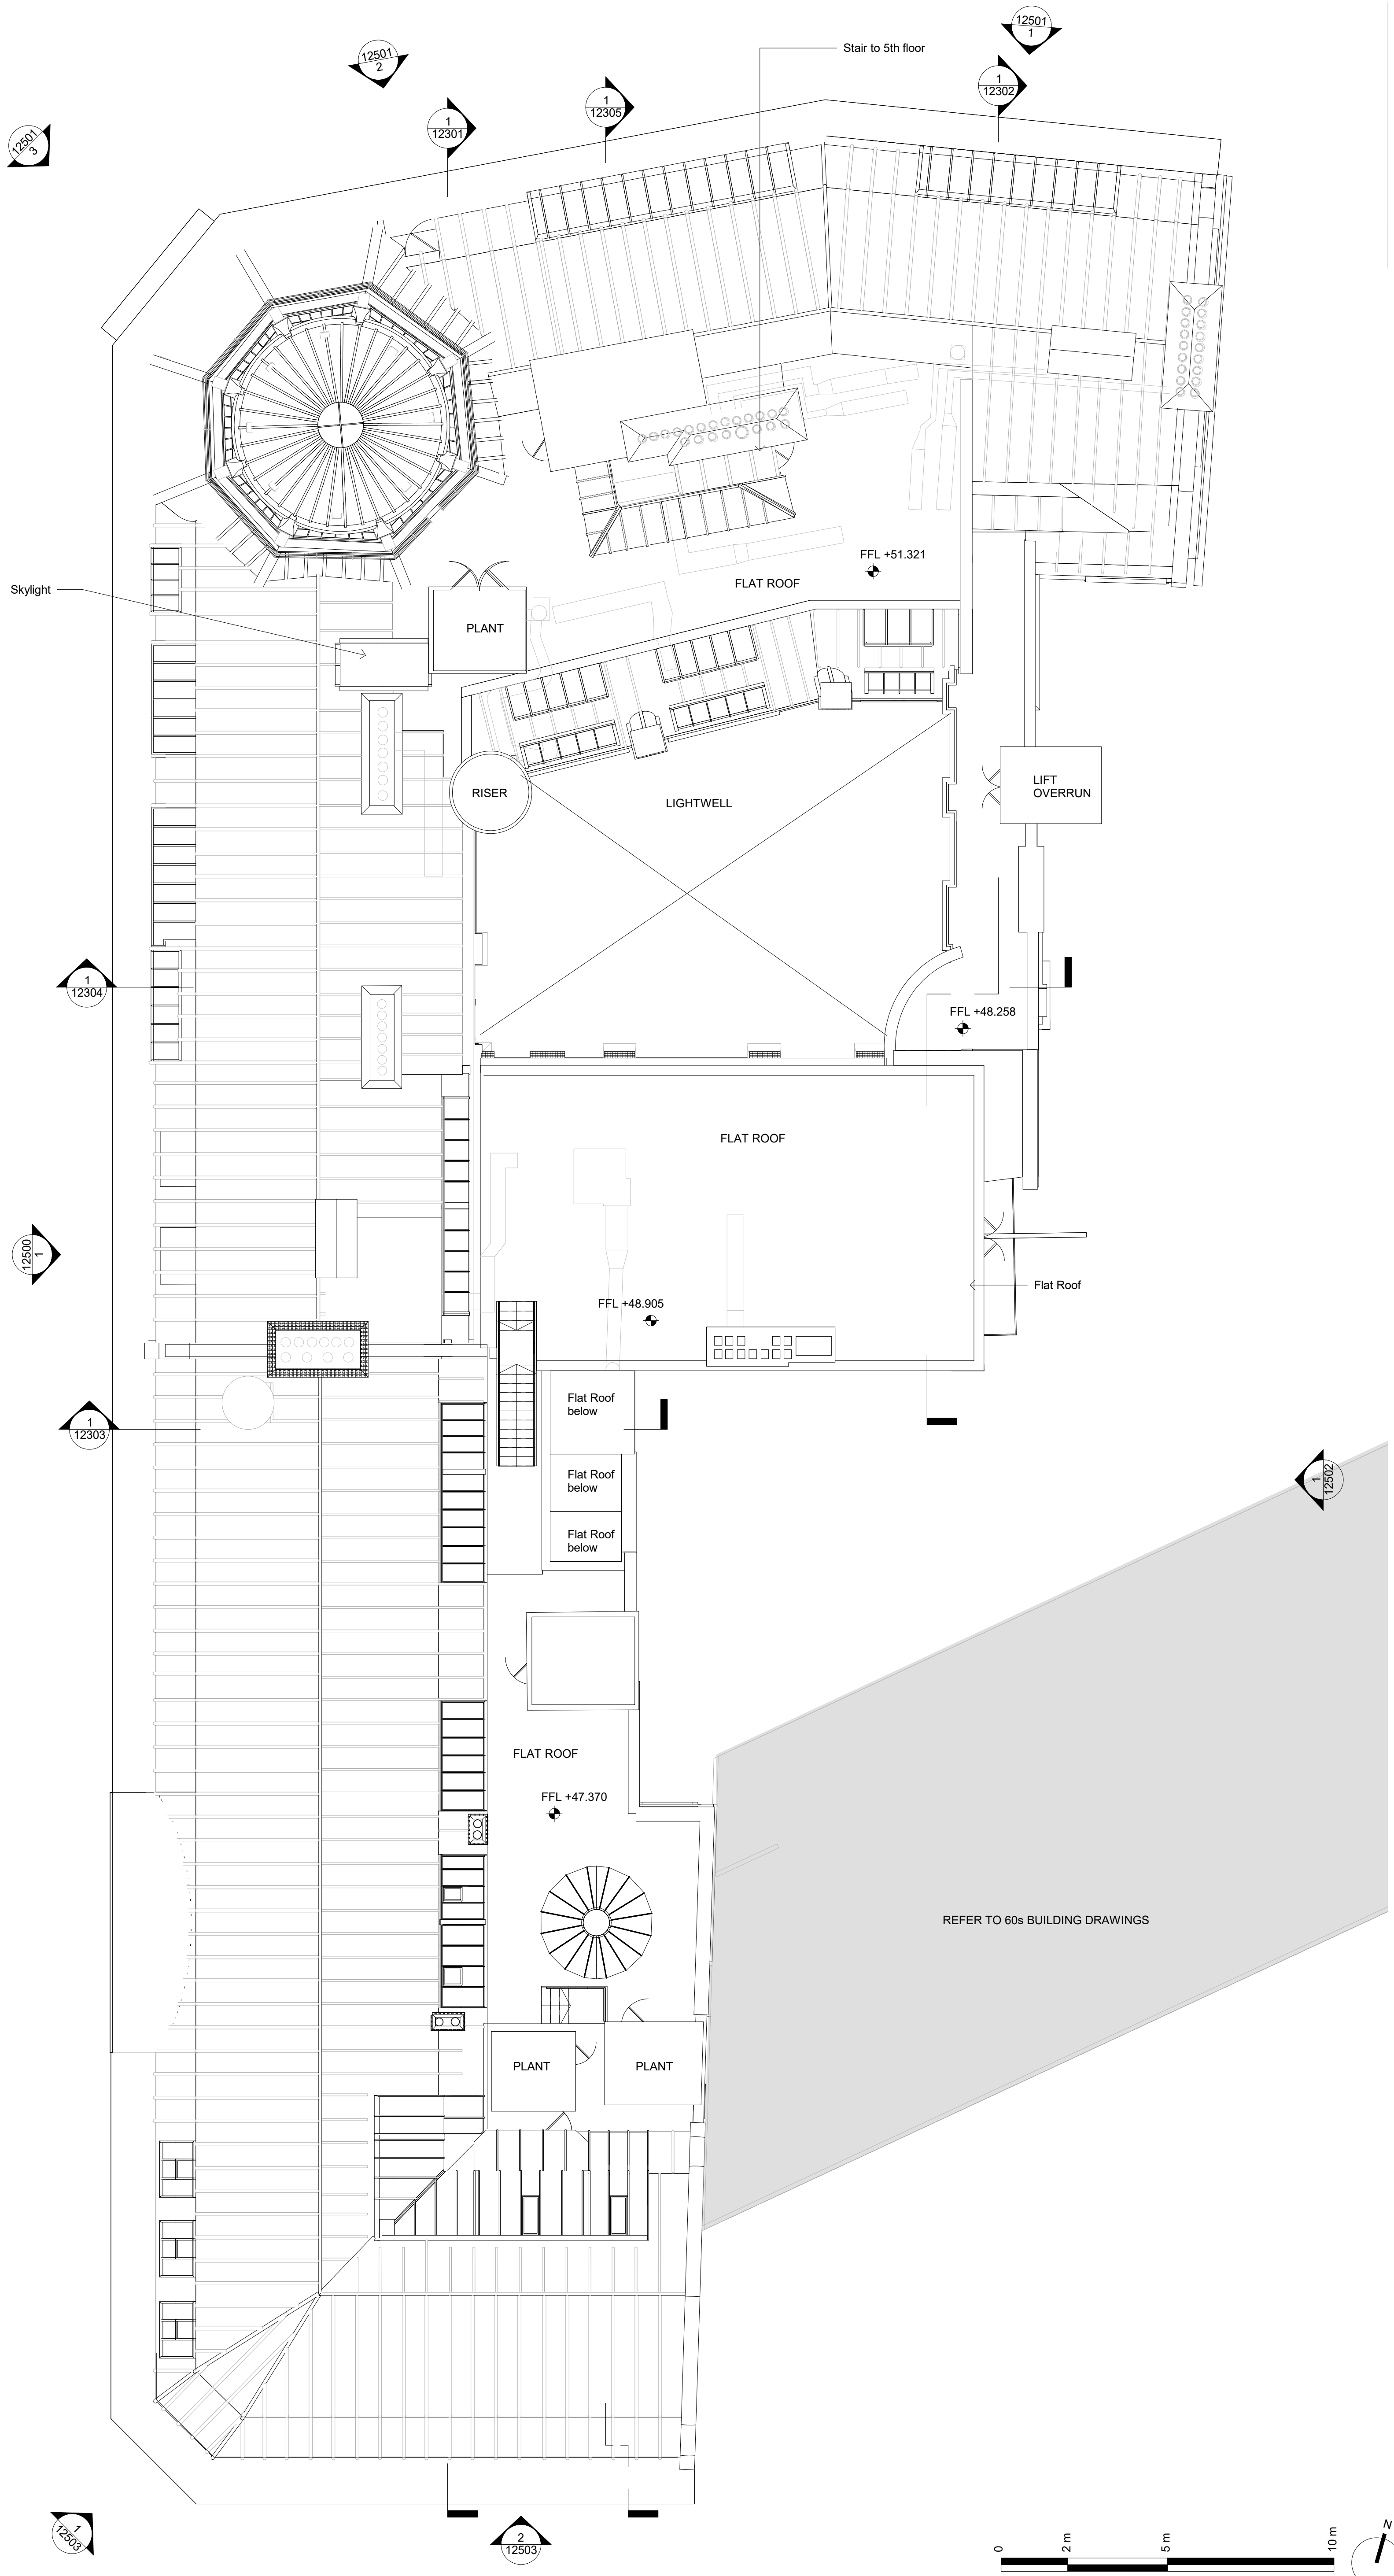 12501
1
Stair to 5th floor
12501
2
1
12302
1
12305
1
12301
12501
3
FFL +51.321
FLAT ROOF
Skylight
PLANT
LIFT
OVERRUN
RISER
LIGHTWELL
1
12304
FFL +48.258
FLAT ROOF
12500
1
Flat Roof
FFL +48.905
Flat Roof
below
1
12303
Flat Roof
below
1
12502
Flat Roof
below
FLAT ROOF
FFL +47.370
REFER TO 60s BUILDING DRAWINGS
PLANT
PLANT
1
12503
2
12503
0
2 m
5 m
10 m
N